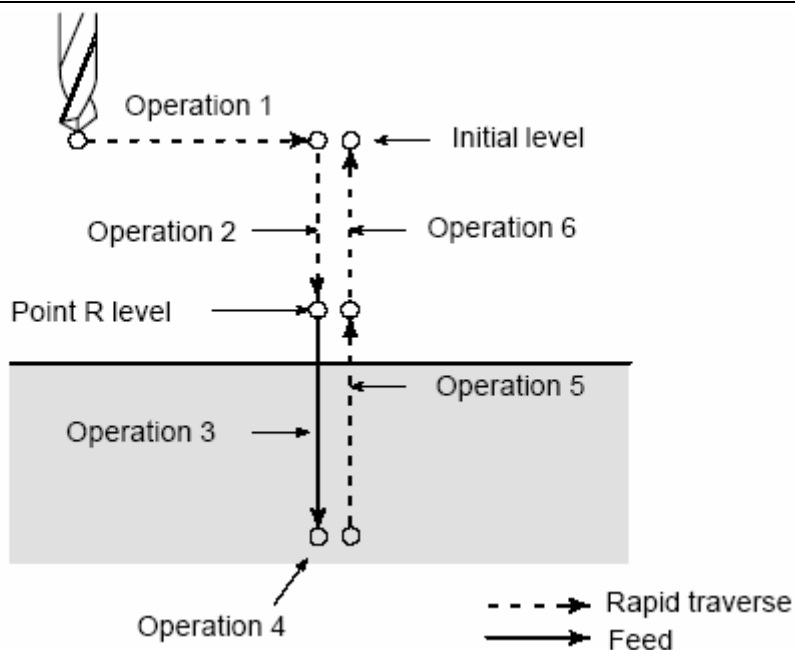 Operation 1
Initial level
Operation 2
Operation 6
Point R level
Operation 5
Operation 3
Operation 4
Rapid traverse
Feed